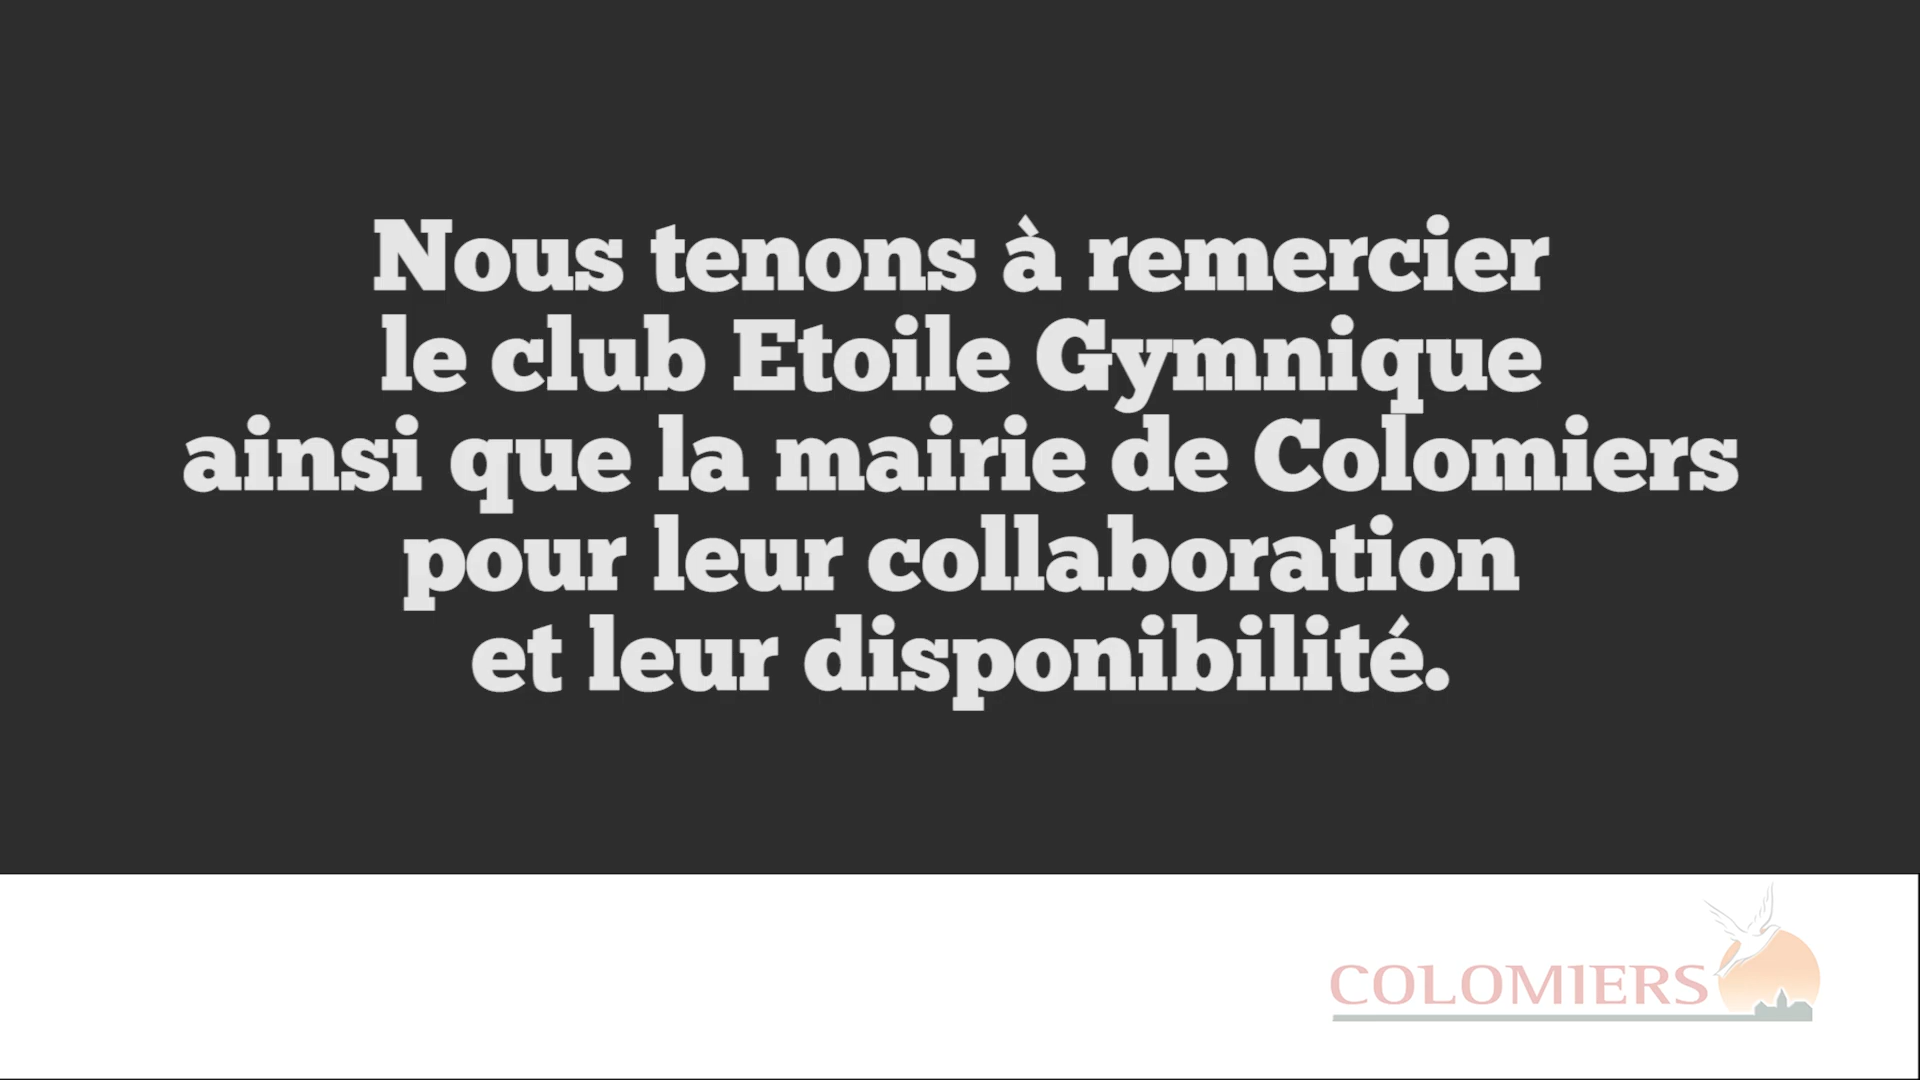 Nous tenons à remercier
le club Etoile Gymnique
ainsi que la mairie de Colomiers
pour leur collaboration
et leur disponibilité.
COLOMIERS